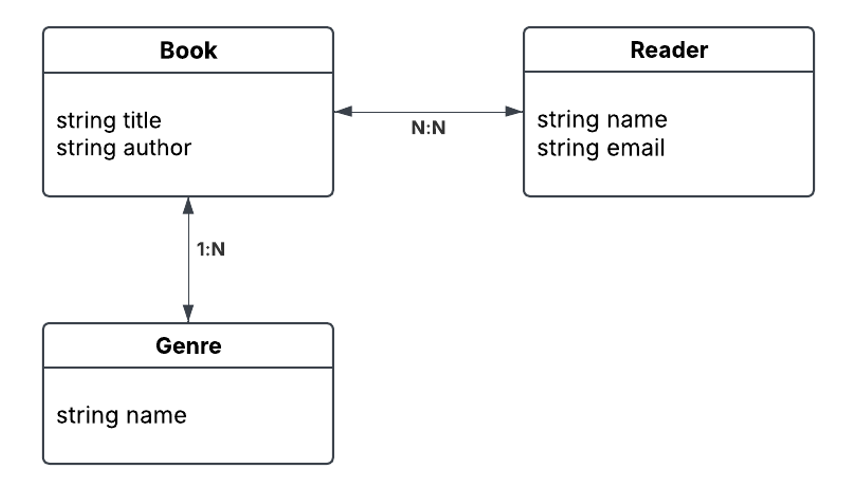 Book
string title
string author
N:N
Reader
string name
string email
1:N
Genre
string name